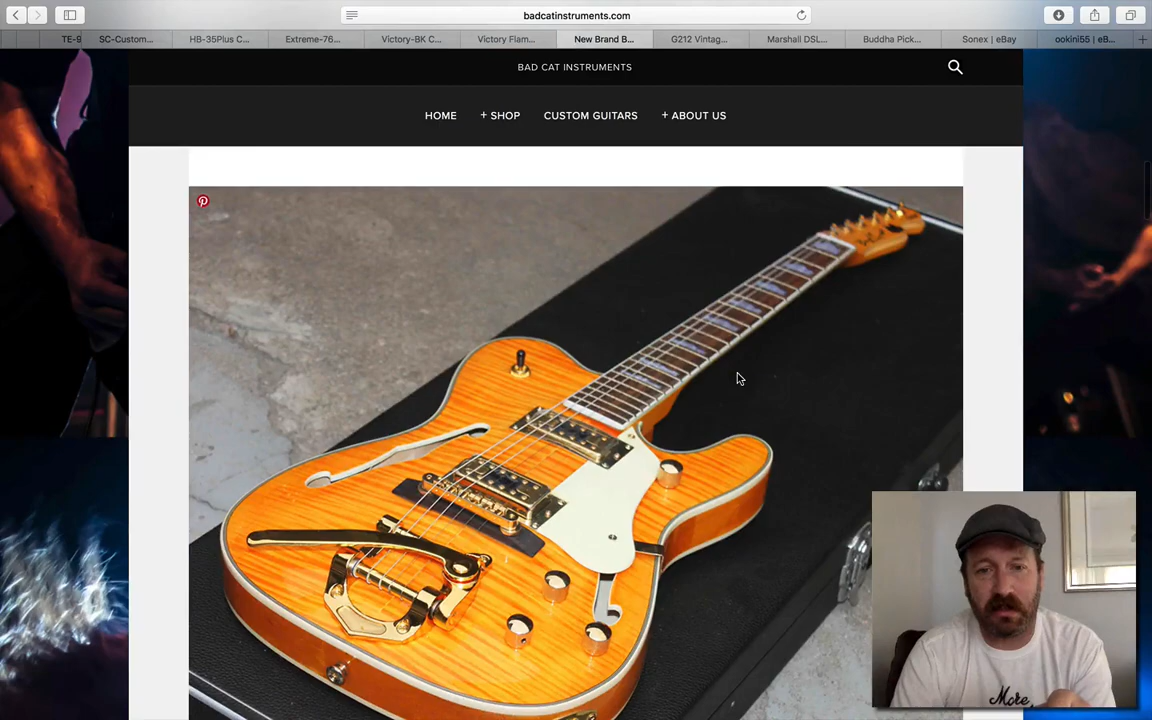 badcatinstruments.com
TE-9
SC-Custom...
HB-35Plus C...
Extreme-76...
Victory-BK C...
Victory Flam...
New Brand B...
G212 Vintag...
Marshall DSL...
Buddha Pick...
Sonex | eBay
ookini55 | eB...
BAD CAT INSTRUMENTS
HOME
+ SHOP
CUSTOM GUITARS
+ ABOUT US
More,